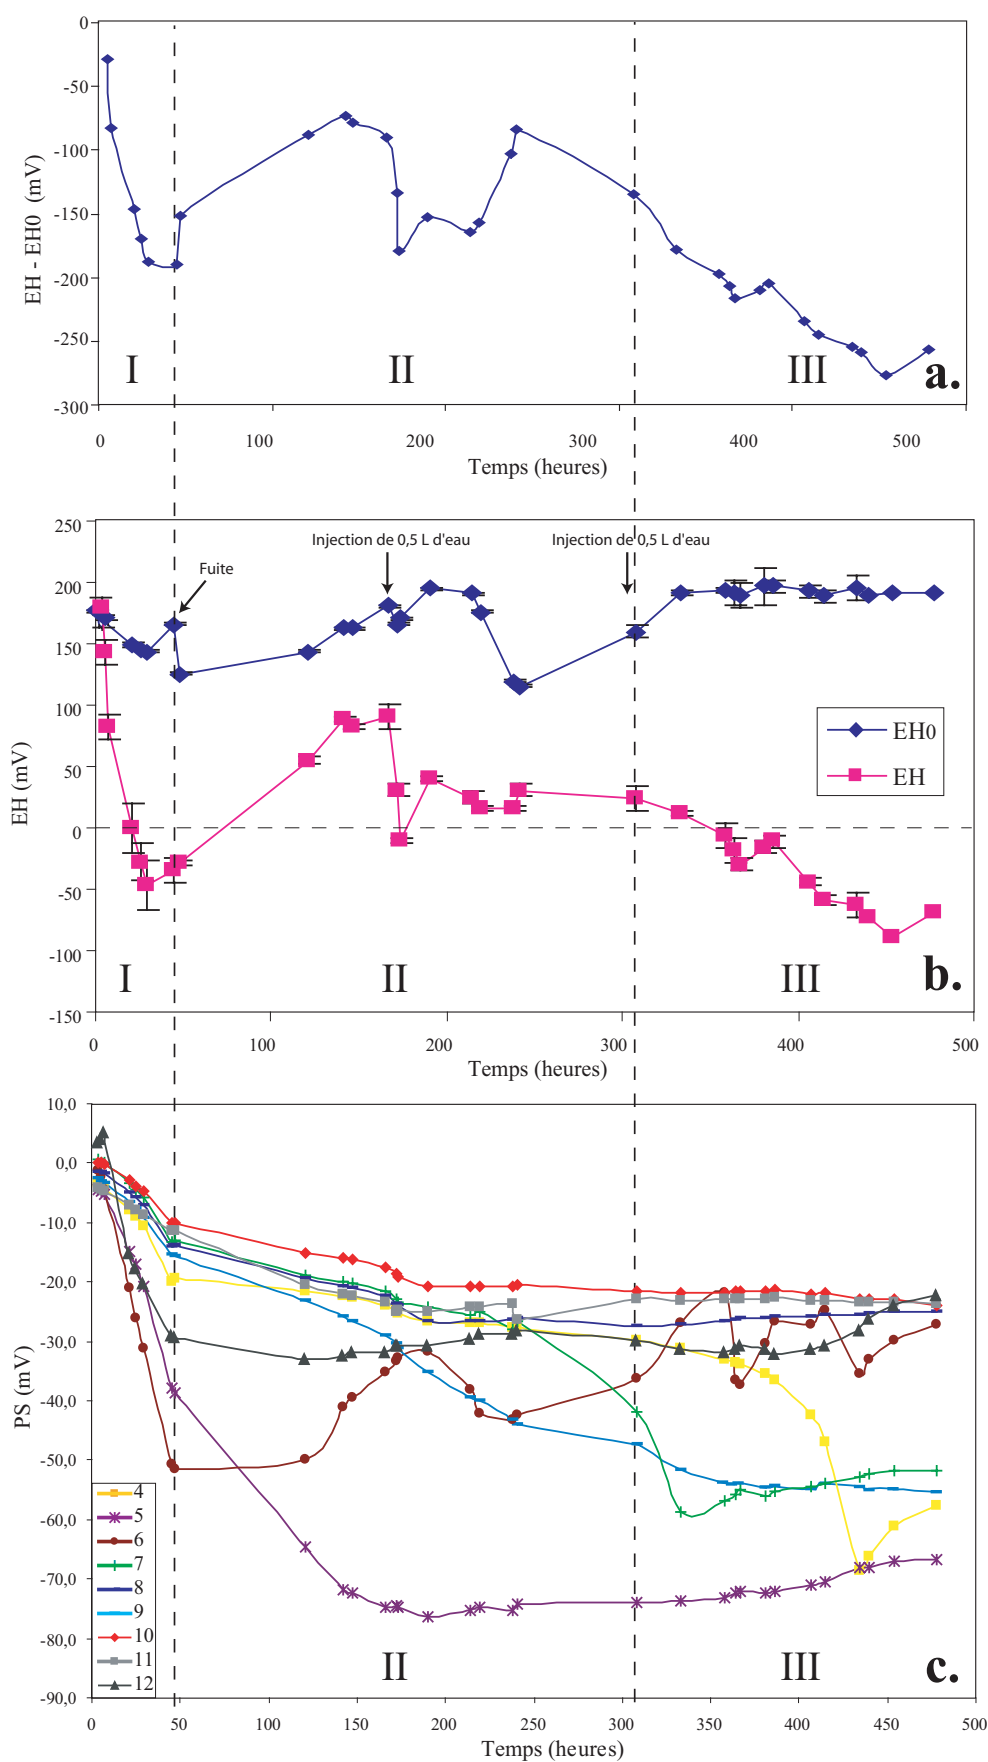 0
-50
-100
-150
-200
-250
-300
EH - EH0 (mV)
I
II
III
a.
0
100
200
300
400
500
Temps (heures)
250
200
150
100
50
0
-50
-100
-150
EH (mV)
Fuite
Injection de 0,5 L d'eau
Injection de 0,5 L d'eau
EH0
EH
I
II
III
b.
0
100
200
300
400
500
Temps (heures)
10,0
0,0
-10,0
-20,0
-30,0
-40,0
-50,0
-60,0
-70,0
-80,0
-90,0
PS (mV)
4
5
6
7
8
9
10
11
12
II
III
c.
0
50
100
150
200
250
300
350
400
450
500
Temps (heures)